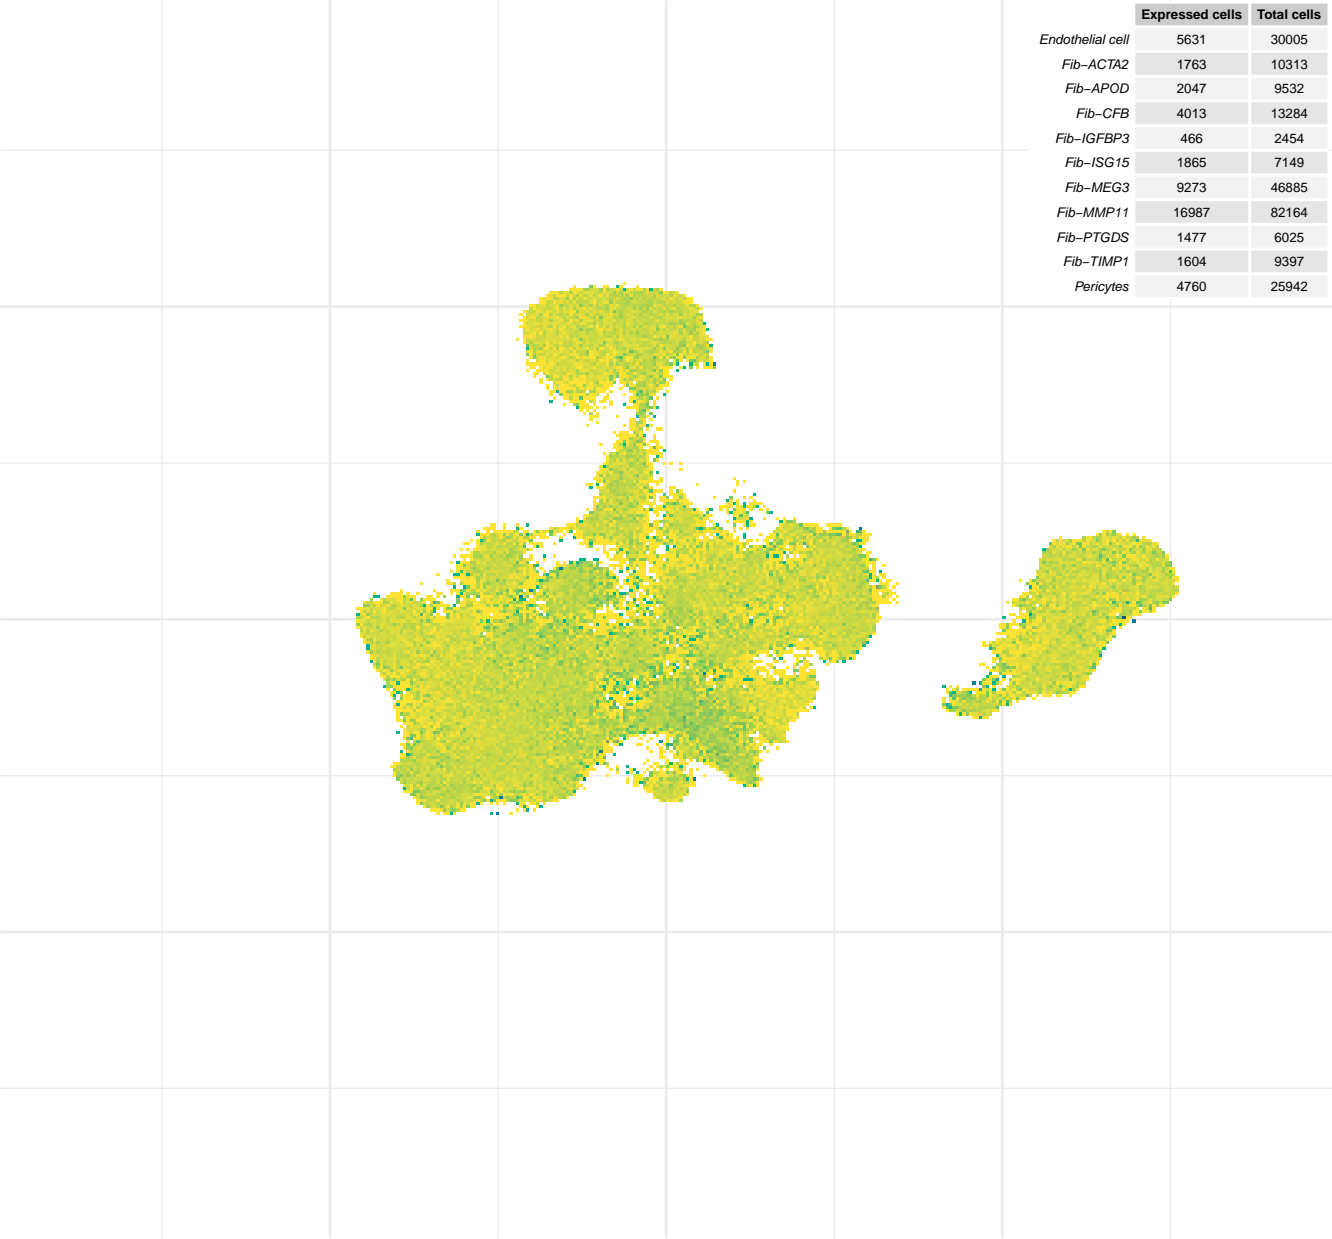 Expressed cells Total cells
Endothelial cell 5631 30005
Fib−ACTA2 1763 10313
Fib−APOD 2047 9532
Fib−CFB 4013 13284
Fib−IGFBP3 466 2454
Fib−ISG15 1865 7149
Fib−MEG3 9273 46885
Fib−MMP11 16987 82164
Fib−PTGDS 1477 6025
Fib−TIMP1 1604 9397
Pericytes 4760 25942